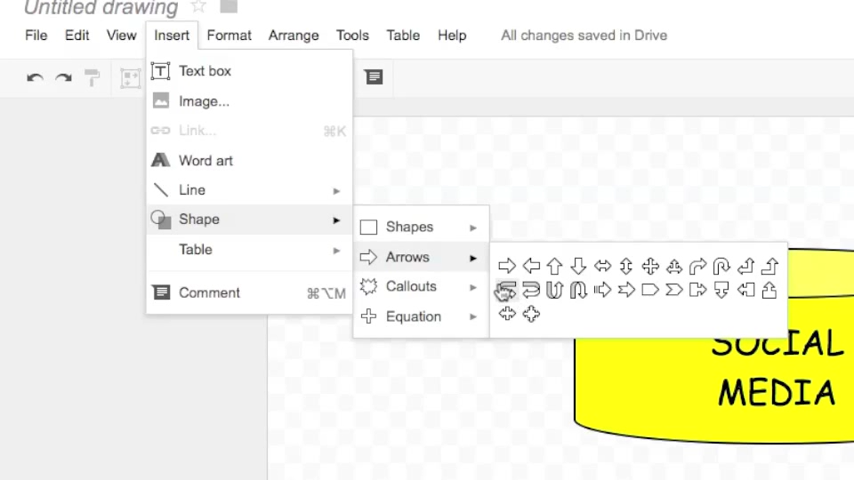 Untitled drawing
File Edit View Insert Format Arrange Tools Table Help All changes saved in Drive
Text box
Image...
Link... ⌘K
Word art
Line
Shape
Shapes
Arrows
Table
Callouts
Comment ⌘⌥M
Equation
SOCIAL
MEDIA